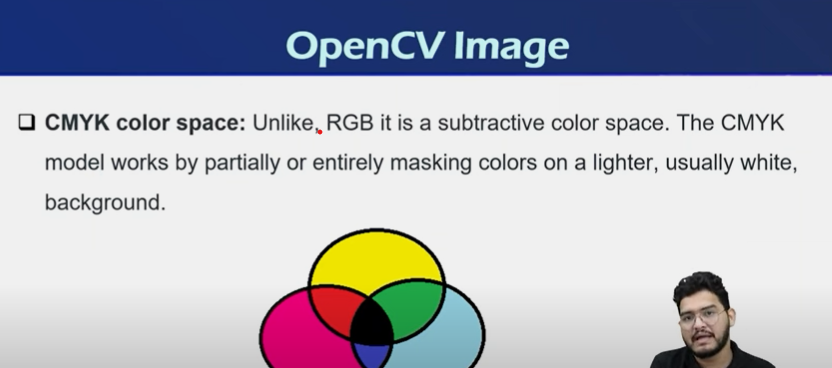 OpenCV Image
❑ CMYK color space: Unlike, RGB it is a subtractive color space. The CMYK
model works by partially or entirely masking colors on a lighter, usually white,
background.